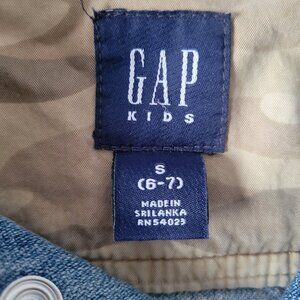 GAP
KIDS
S
(6-7)
MADE IN
SRI LANKA
RN 54023